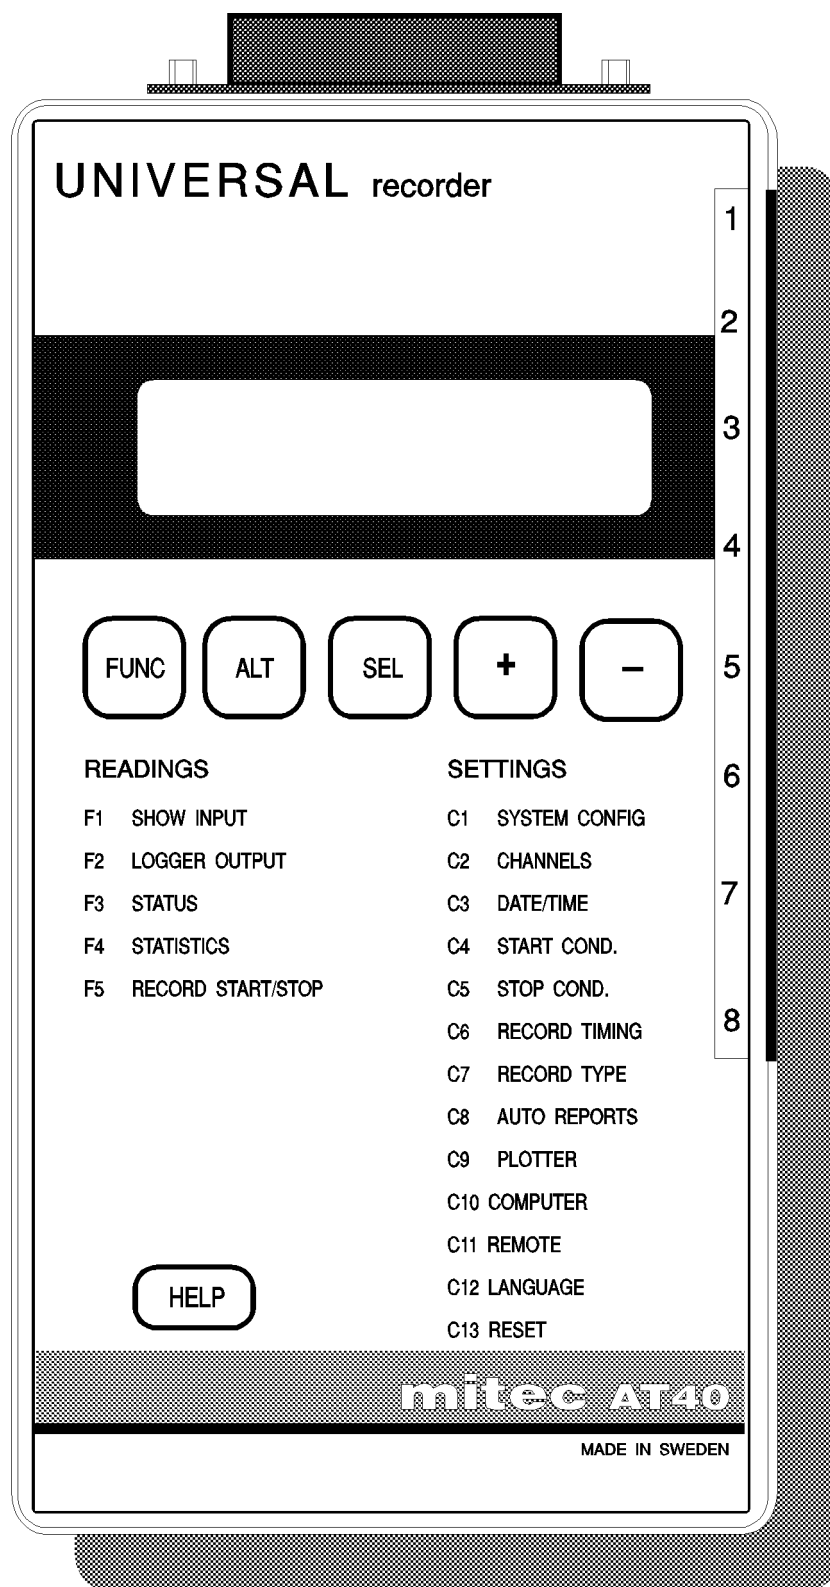 UNIVERSAL recorder
1
2
3
4
5
6
7
8
FUNC ALT SEL + −
READINGS
F1 SHOW INPUT
F2 LOGGER OUTPUT
F3 STATUS
F4 STATISTICS
F5 RECORD START/STOP
SETTINGS
C1 SYSTEM CONFIG
C2 CHANNELS
C3 DATE/TIME
C4 START COND.
C5 STOP COND.
C6 RECORD TIMING
C7 RECORD TYPE
C8 AUTO REPORTS
C9 PLOTTER
C10 COMPUTER
C11 REMOTE
C12 LANGUAGE
C13 RESET
HELP
mitec AT40
MADE IN SWEDEN